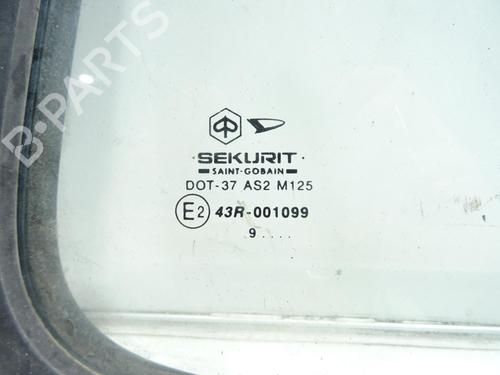 B-PARTS
SEKURIT
SAINT-GOBAIN
DOT-37 AS2 M125
E2 43R-001099
9 ....